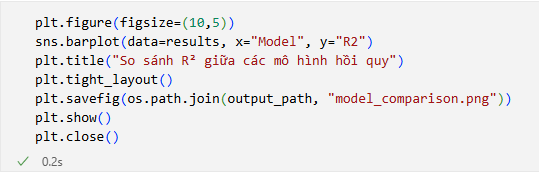 plt.figure(figsize=(10,5))
sns.barplot(data=results, x="Model", y="R2")
plt.title("So sánh R² giữa các mô hình hồi quy")
plt.tight_layout()
plt.savefig(os.path.join(output_path, "model_comparison.png"))
plt.show()
plt.close()
✓ 0.2s